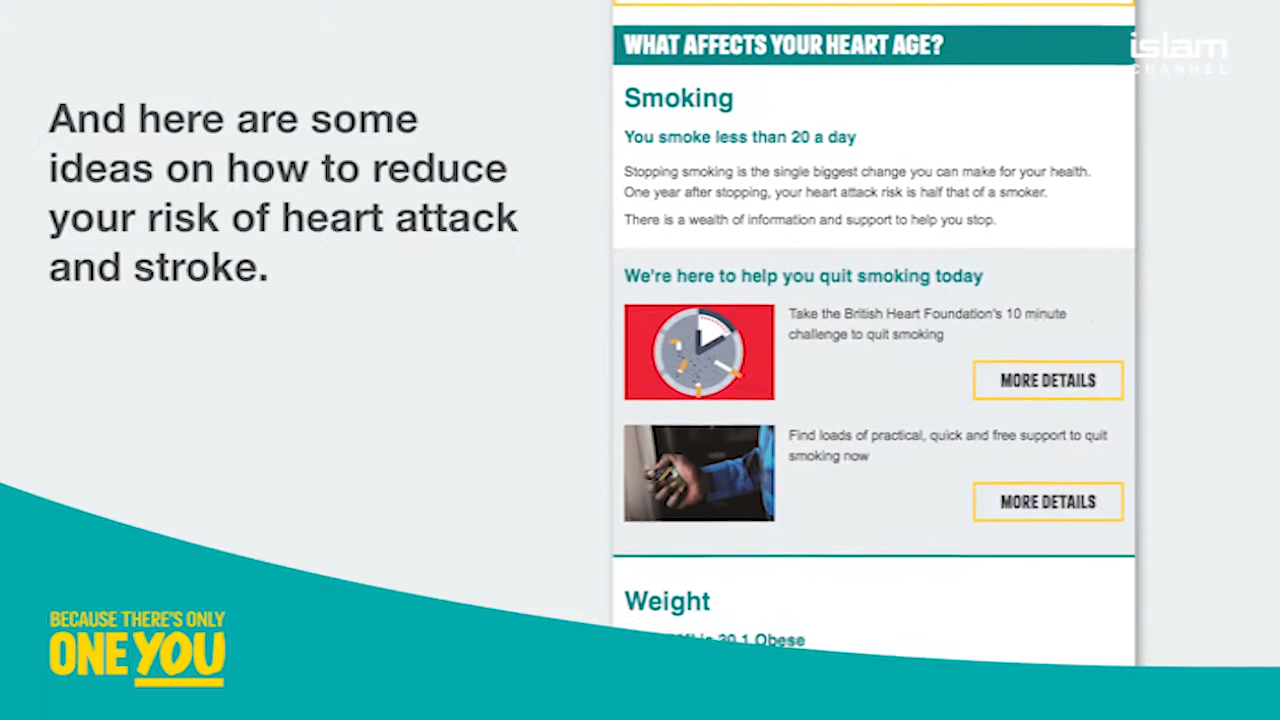 And here are some
ideas on how to reduce
your risk of heart attack
and stroke.
BECAUSE THERE'S ONLY
ONE YOU
WHAT AFFECTS YOUR HEART AGE?
islam
CHANNEL
Smoking
You smoke less than 20 a day
Stopping smoking is the single biggest change you can make for your health.
One year after stopping, your heart attack risk is half that of a smoker.
There is a wealth of information and support to help you stop.
We're here to help you quit smoking today
Take the British Heart Foundation's 10 minute
challenge to quit smoking
MORE DETAILS
Find loads of practical, quick and free support to quit
smoking now
MORE DETAILS
Weight
is 30.1 Obese